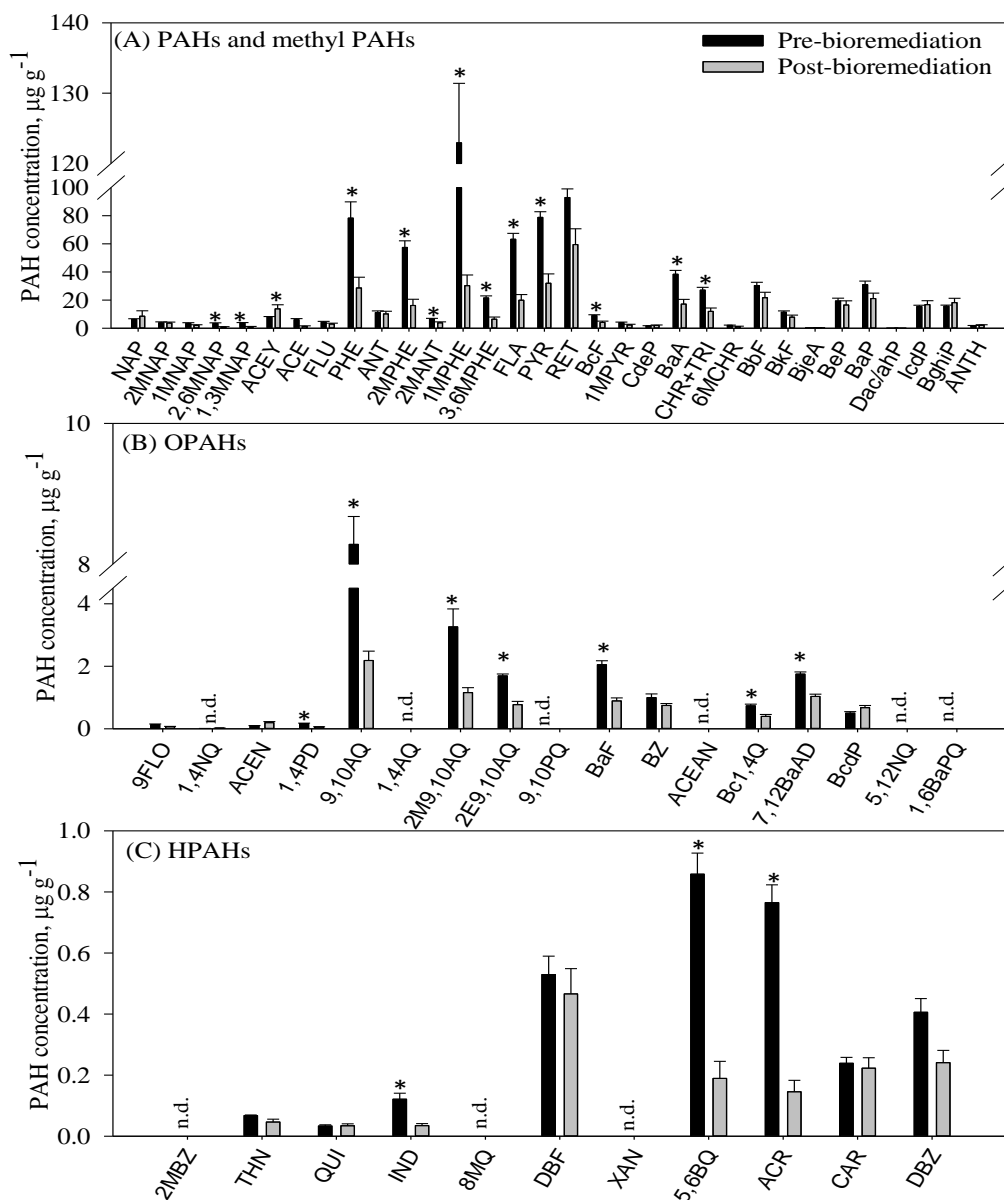 140
(A) PAHs and methyl PAHs
Pre-bioremediation
Post-bioremediation
130
120
100
80
60
40
20
0
PAH concentration, µg g-1
* * * * * * * * * * * * *
NAP
2MNAP
1MNAP
2,6MNAP
1,3MNAP
ACEY
ACE
FLU
PHE
ANT
2MPHE
2MANT
1MPHE
3,6MPHE
FLA
PYR
RET
BcF
1MPYR
CdeP
BaA
CHR+TRI
6MCHR
BbF
BkF
BjeA
BeP
BaP
Dac/ahP
IcdP
BghiP
ANTH
10
(B) OPAHs
8
4
2
0
PAH concentration, µg g-1
n.d. * * n.d. * * n.d. * n.d. * * n.d. n.d.
9FLO
1,4NQ
ACEN
1,4PD
9,10AQ
1,4AQ
2M9,10AQ
2E9,10AQ
9,10PQ
BaF
BZ
ACEAN
Bc1,4Q
7,12BaAD
BcdP
5,12NQ
1,6BaPQ
1.0
(C) HPAHs
0.8
0.6
0.4
0.2
0.0
PAH concentration, µg g-1
n.d. * n.d. n.d. * *
2MBZ
THN
QUI
IND
8MQ
DBF
XAN
5,6BQ
ACR
CAR
DBZ